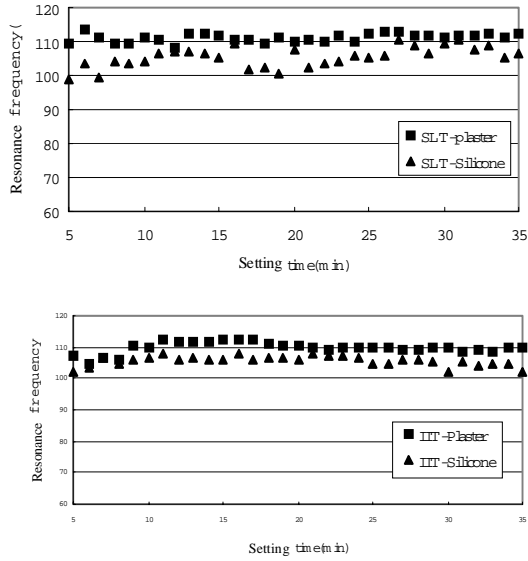 120
110
100
90
80
70
60
Resonance frequency(
SLT-plaster
SLT-Silicone
5 10 15 20 25 30 35
Setting time(min)
120
110
100
90
80
70
60
Resonance frequency
IIT-Plaster
IIT-Silicone
5 10 15 20 25 30 35
Setting time(min)